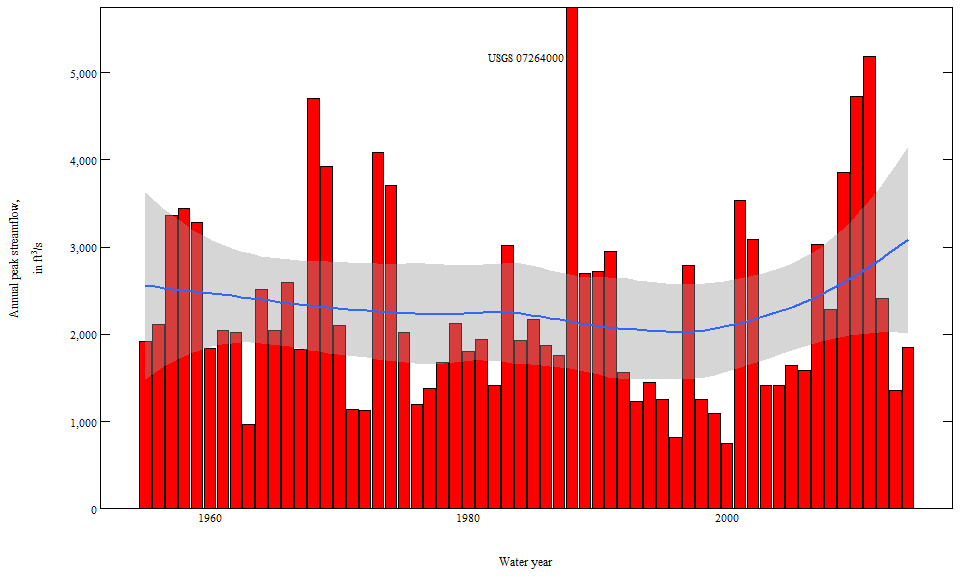 USGS 07264000
5,000
4,000
3,000
2,000
1,000
0
Annual peak streamflow,
in ft³/s
1960 1980 2000
Water year